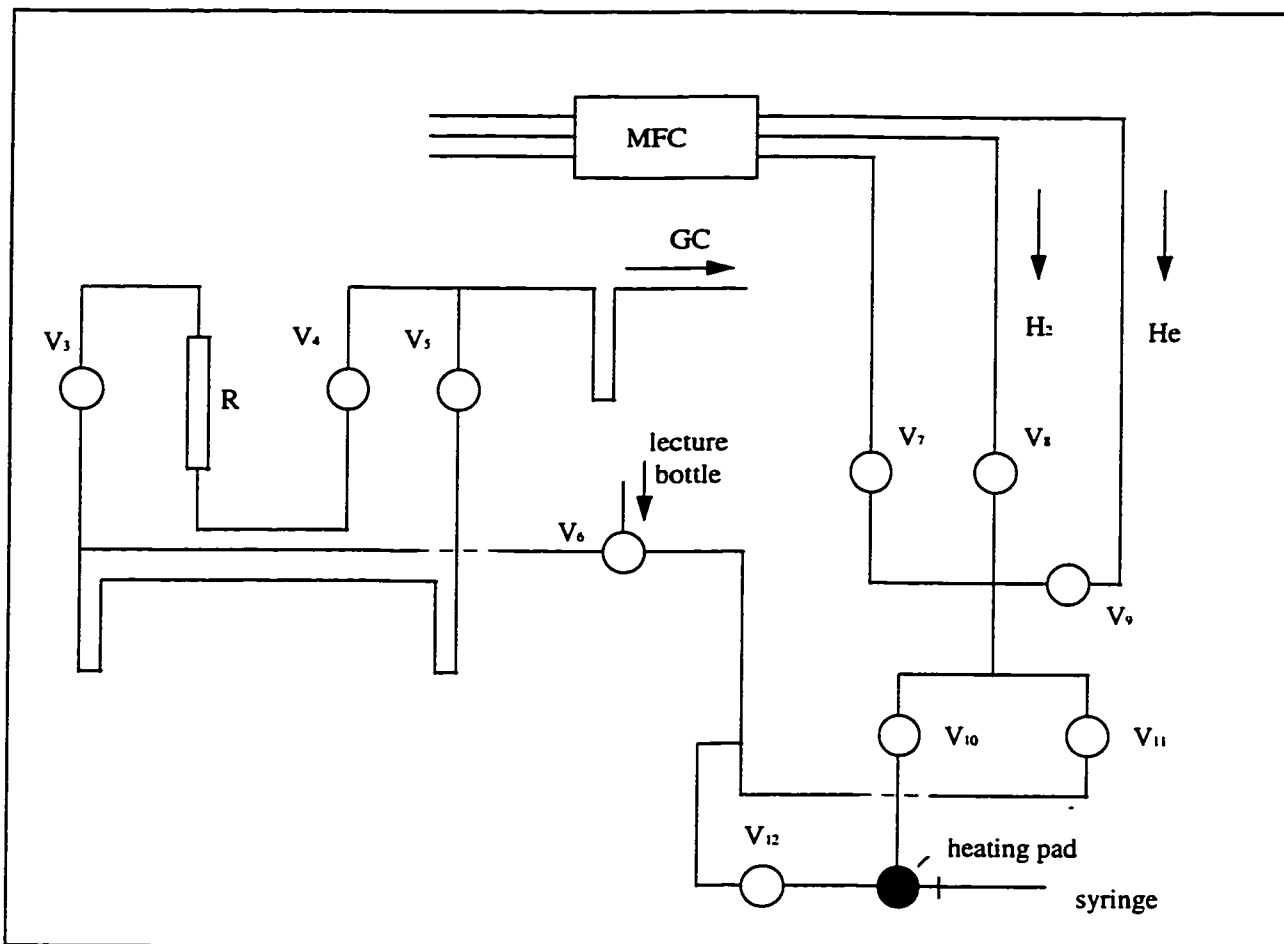 MFC
GC
H₂
He
V₃
V₄
V₅
R
lecture
bottle
V₇
V₈
V₆
V₉
V₁₀
V₁₁
V₁₂
heating pad
syringe